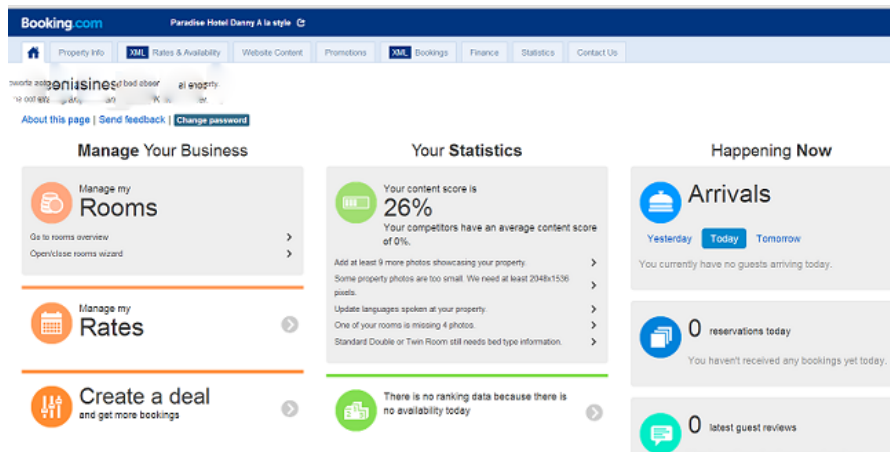 Booking.com Paradise Hotel Danny A la style
Property Info XML Rates & Availability Website Content Promotions XML Bookings Finance Statistics Contact Us
About this page | Send feedback | Change password
Manage Your Business
Manage my
Rooms
Go to rooms overview
Open/close rooms wizard
Manage my
Rates
Create a deal
and get more bookings
Your Statistics
Your content score is
26%
Your competitors have an average content score
of 0%.
Add at least 9 more photos showcasing your property.
Some property photos are too small. We need at least 2048x1536
pixels.
Update languages spoken at your property.
One of your rooms is missing 4 photos.
Standard Double or Twin Room still needs bed type information.
There is no ranking data because there is
no availability today
Happening Now
Arrivals
Yesterday Today Tomorrow
You currently have no guests arriving today.
0 reservations today
You haven't received any bookings yet today.
0 latest guest reviews